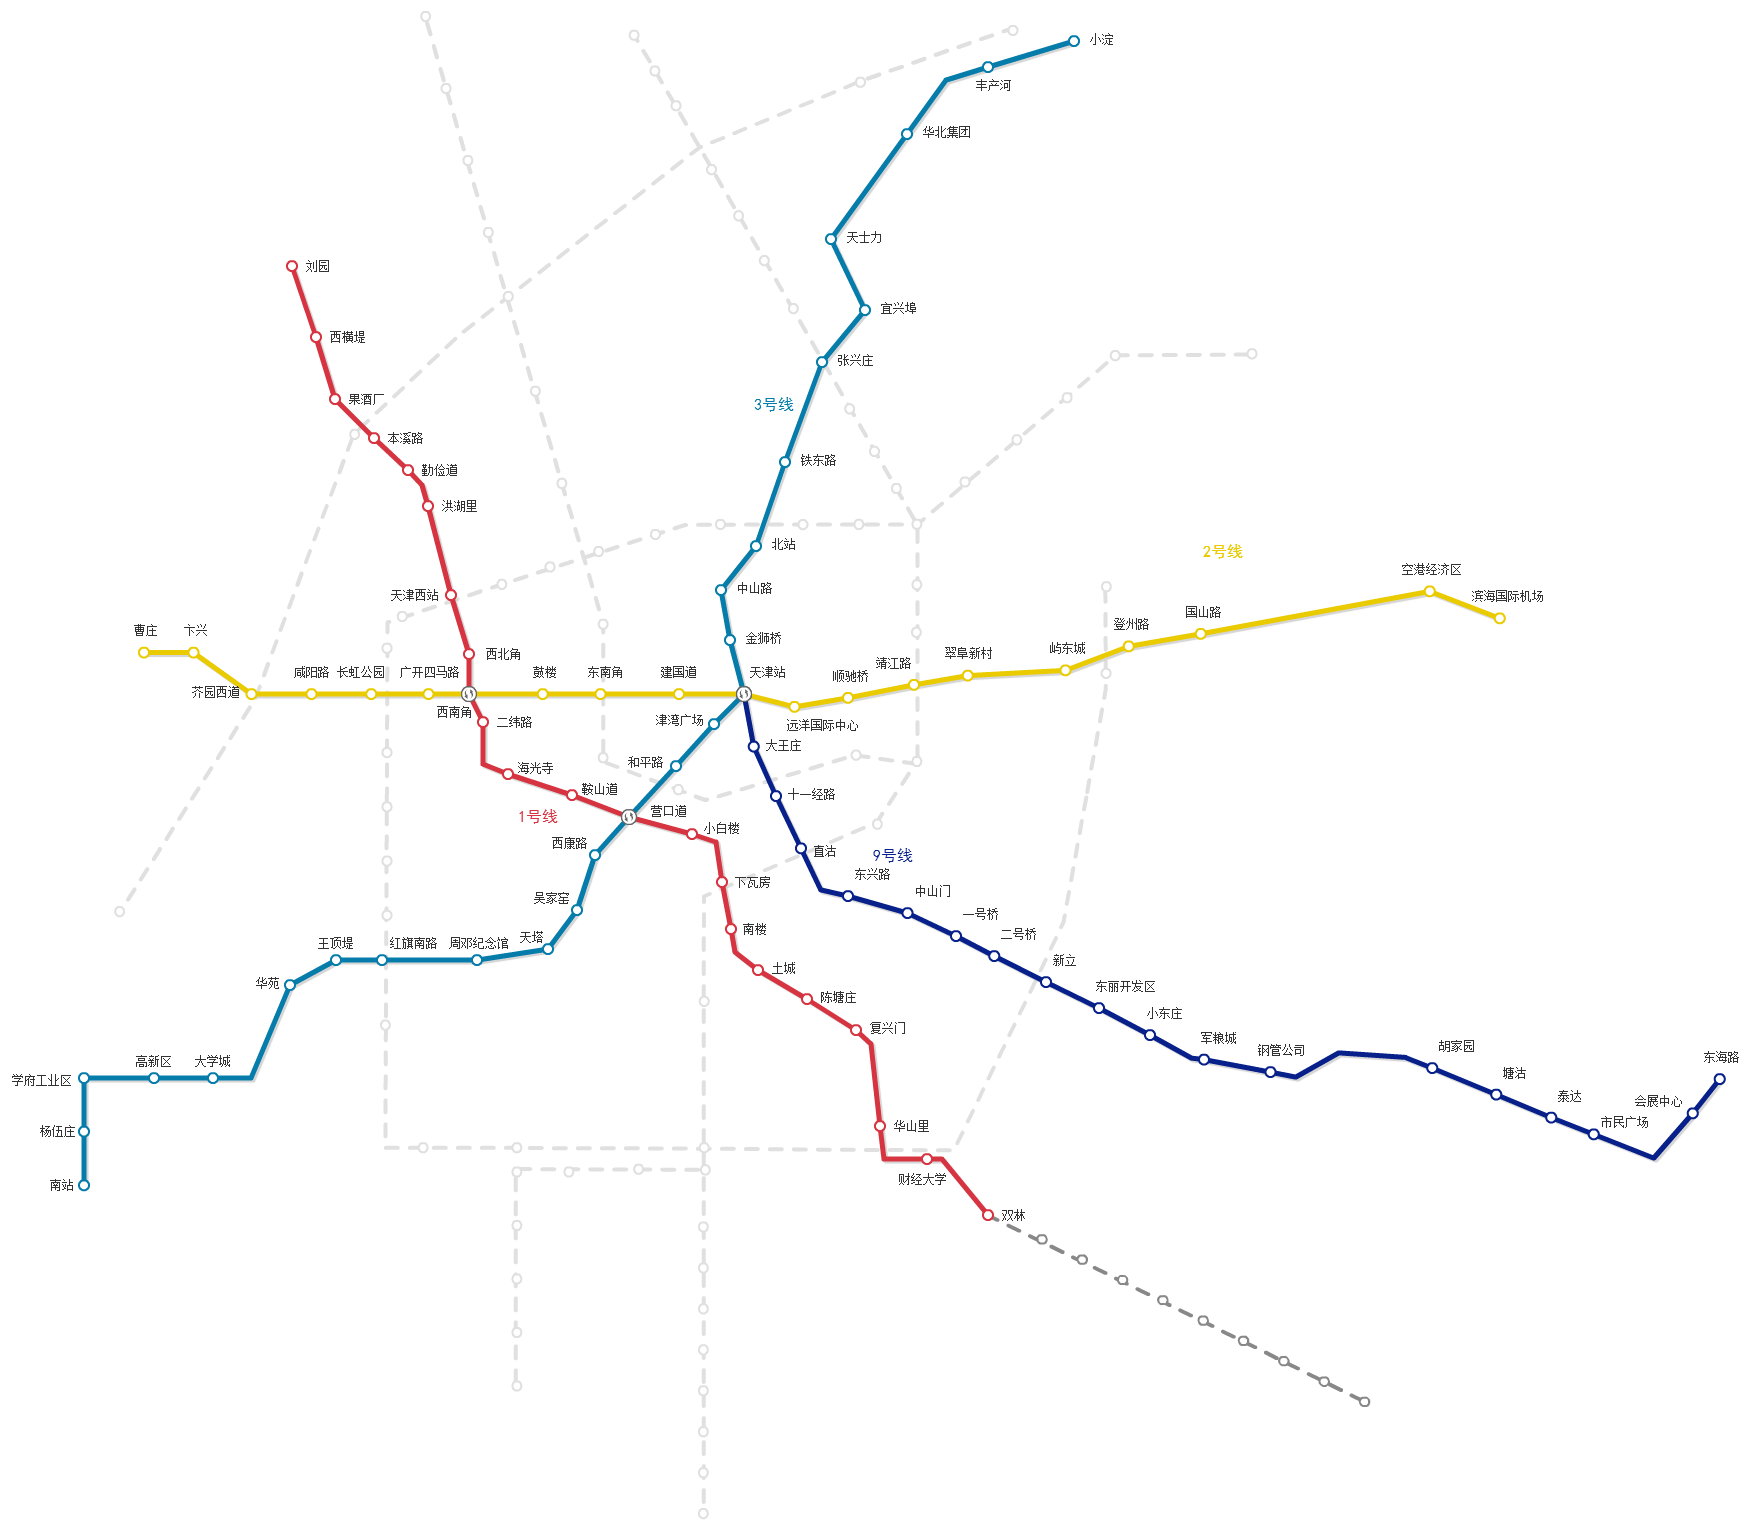 小淀
丰产河
华北集团
天士力
刘园
宜兴埠
西横堤
张兴庄
果酒厂
3号线
本溪路
铁东路
勤俭道
洪湖里
北站
2号线
空港经济区
中山路
天津西站
滨海国际机场
国山路
登州路
曹庄
卞兴
金狮桥
屿东城
翠阜新村
西北角
靖江路
咸阳路
长虹公园
广开四马路
鼓楼
东南角
建国道
天津站
顺驰桥
芥园西道
西南角
二纬路
津湾广场
远洋国际中心
大王庄
和平路
海光寺
鞍山道
十一经路
营口道
1号线
小白楼
西康路
直沽
9号线
东兴路
下瓦房
中山门
吴家窑
一号桥
南楼
二号桥
天塔
王顶堤
红旗南路
周邓纪念馆
新立
土城
华苑
东丽开发区
陈塘庄
小东庄
复兴门
军粮城
胡家园
钢管公司
东海路
高新区
大学城
塘沽
学府工业区
泰达
会展中心
市民广场
华山里
杨伍庄
财经大学
南站
双林